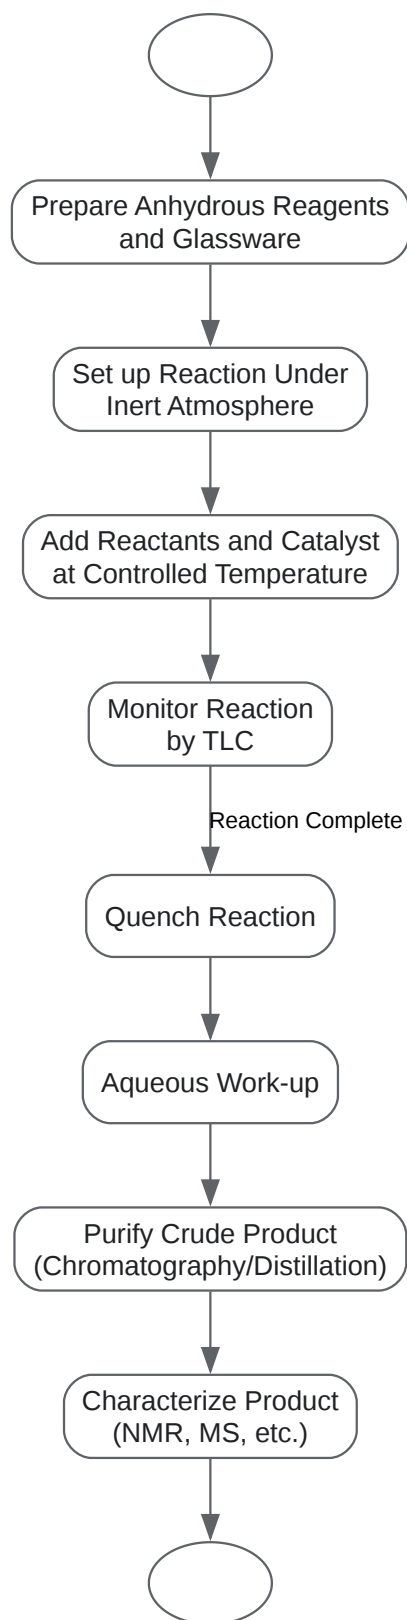 Prepare Anhydrous Reagents
and Glassware
Set up Reaction Under
Inert Atmosphere
Add Reactants and Catalyst
at Controlled Temperature
Monitor Reaction
by TLC
Reaction Complete
Quench Reaction
Aqueous Work-up
Purify Crude Product
(Chromatography/Distillation)
Characterize Product
(NMR, MS, etc.)